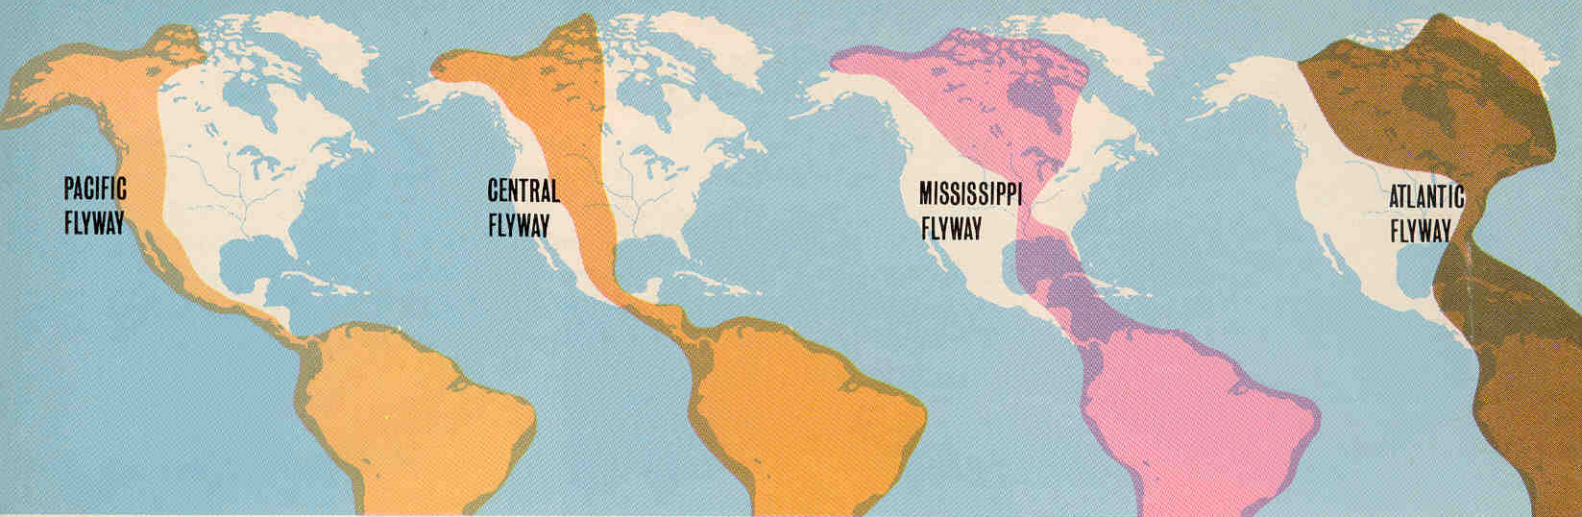 PACIFIC
FLYWAY
CENTRAL
FLYWAY
MISSISSIPPI
FLYWAY
ATLANTIC
FLYWAY